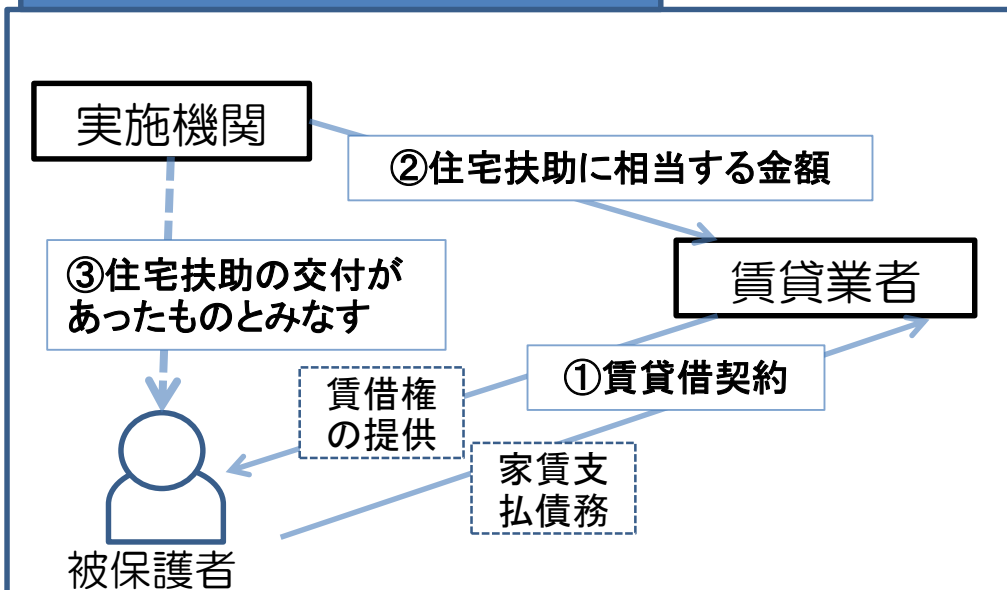 実施機関
②住宅扶助に相当する金額
③住宅扶助の交付が
あったものとみなす
賃貸業者
①賃貸借契約
賃借権
の提供
家賃支
払債務
被保護者